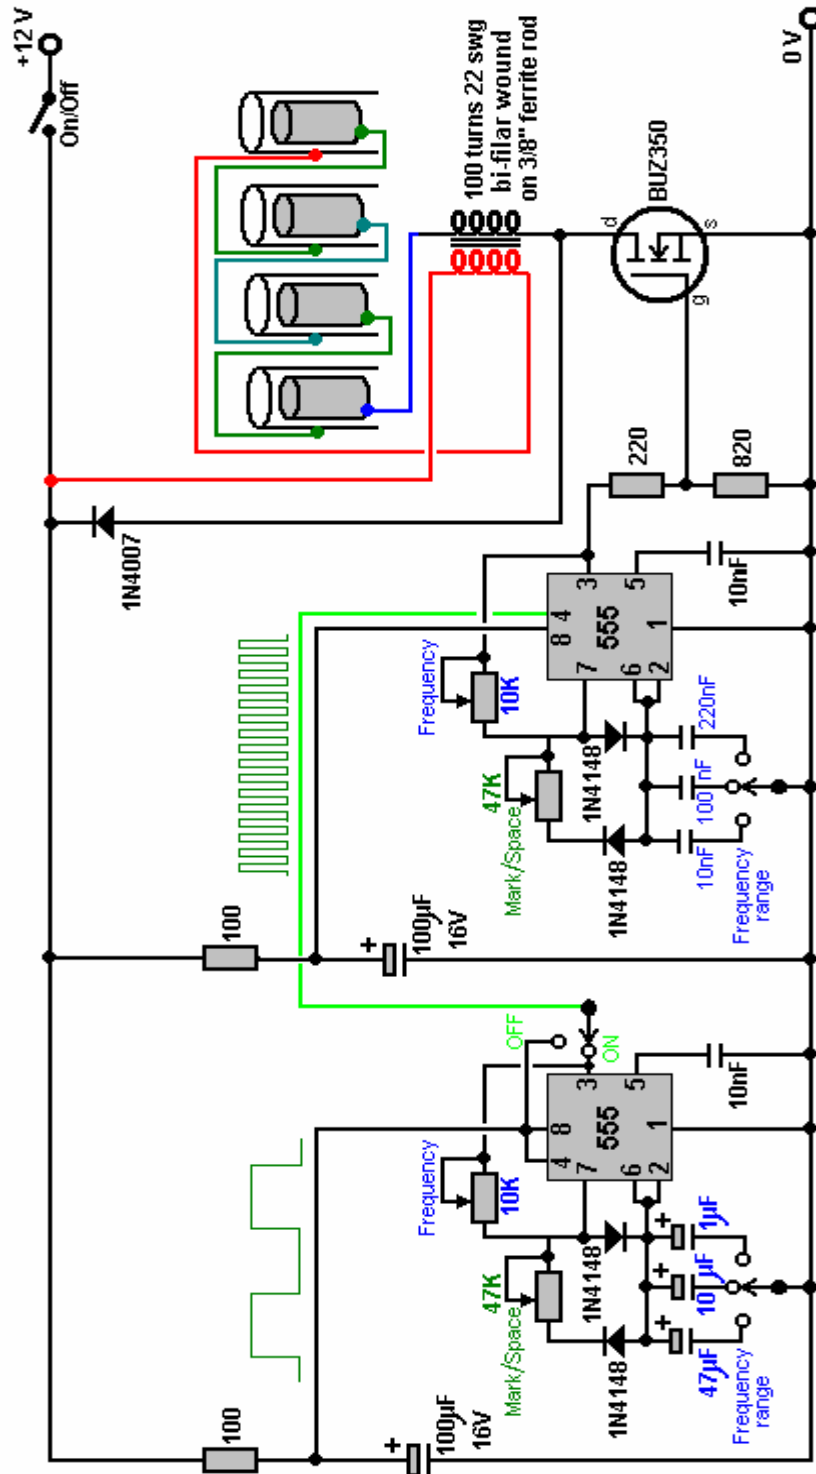 +12 V
On/Off
0 V
100 turns 22 swg
bi-filar wound
on 3/8" ferrite rod
BUZ350
d
g
s
1N4007
220
820
Frequency
10K
47K
Mark/Space
1N4148
1N4148
3
4
8
7
5
555
6
2
1
10nF
220nF
100 nF
10nF
Frequency
range
100
100µF
16V
+
OFF
ON
Frequency
10K
47K
Mark/Space
1N4148
1N4148
3
8
4
7
5
555
6
2
1
10nF
+
1µF
+
10 µF
+
47µF
Frequency
range
100
+
100µF
16V